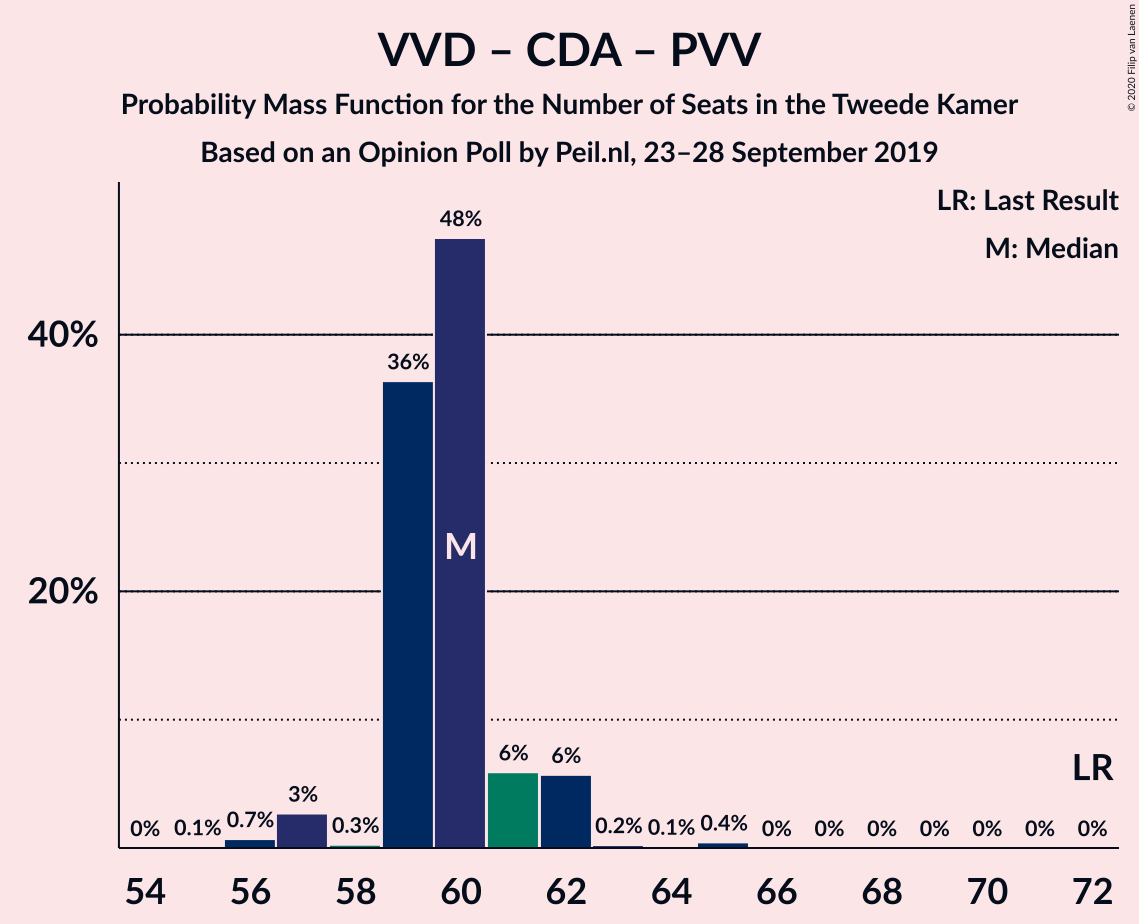 VVD – CDA – PVV
Probability Mass Function for the Number of Seats in the Tweede Kamer
Based on an Opinion Poll by Peil.nl, 23–28 September 2019
© 2020 Filip van Laenen
LR: Last Result
M: Median
40%
20%
0%
0.1%
0.7%
3%
0.3%
36%
48%
6%
6%
0.2%
0.1%
0.4%
0%
0%
0%
0%
0%
0%
0%
M
LR
54 56 58 60 62 64 66 68 70 72